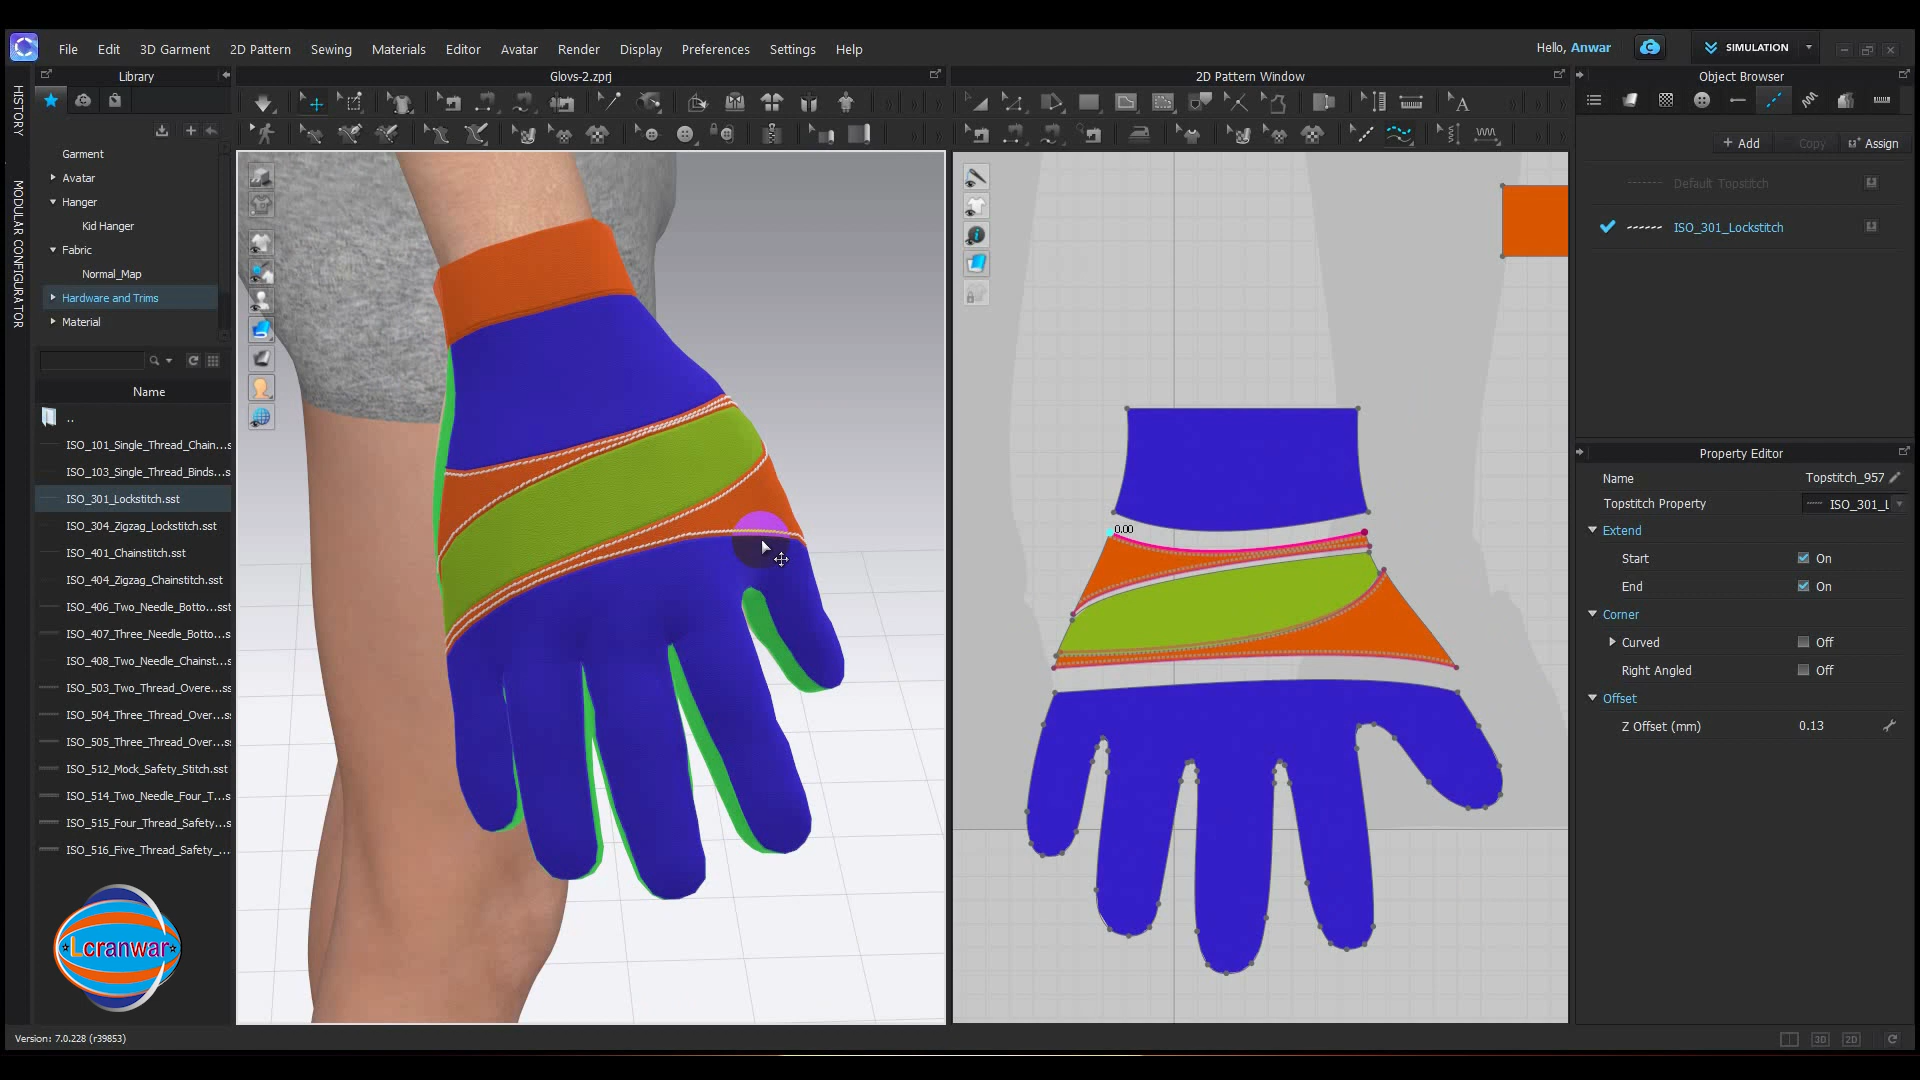 File Edit 3D Garment 2D Pattern Sewing Materials Editor Avatar Render Display Preferences Settings Help
Hello, Anwar
SIMULATION
HISTORY
MODULAR CONFIGURATOR
Library
Garment
Avatar
Hanger
Kid Hanger
Fabric
Normal_Map
Hardware and Trims
Material
Name
..
ISO_101_Single_Thread_Chain...s
ISO_103_Single_Thread_Binds...s
ISO_301_Lockstitch.sst
ISO_304_Zigzag_Lockstitch.sst
ISO_401_Chainstitch.sst
ISO_404_Zigzag_Chainstitch.sst
ISO_406_Two_Needle_Botto...sst
ISO_407_Three_Needle_Botto...s
ISO_408_Two_Needle_Chainst...s
ISO_503_Two_Thread_Overe...s
ISO_504_Three_Thread_Over...s
ISO_505_Three_Thread_Over...s
ISO_512_Mock_Safety_Stitch.sst
ISO_514_Two_Needle_Four_T...s
ISO_515_Four_Thread_Safety...s
ISO_516_Five_Thread_Safety_...
Lcranwar
Version: 7.0.228 (r39853)
Glovs-2.zprj
2D Pattern Window
0.00
Object Browser
+ Add Copy Assign
Default Topstitch
ISO_301_Lockstitch
Property Editor
Name Topstitch_957
Topstitch Property ISO_301_L
Extend
Start On
End On
Corner
Curved Off
Right Angled Off
Offset
Z Offset (mm) 0.13
3D 2D